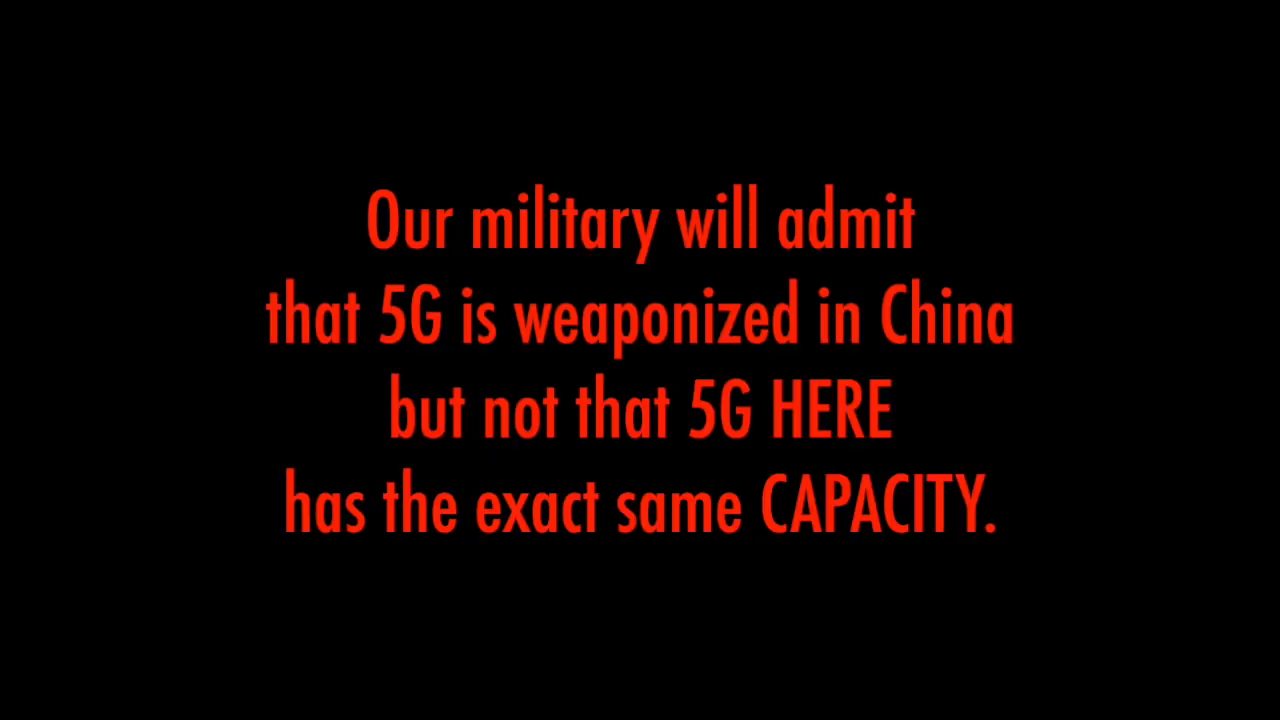 Our military will admit
that 5G is weaponized in China
but not that 5G HERE
has the exact same CAPACITY.